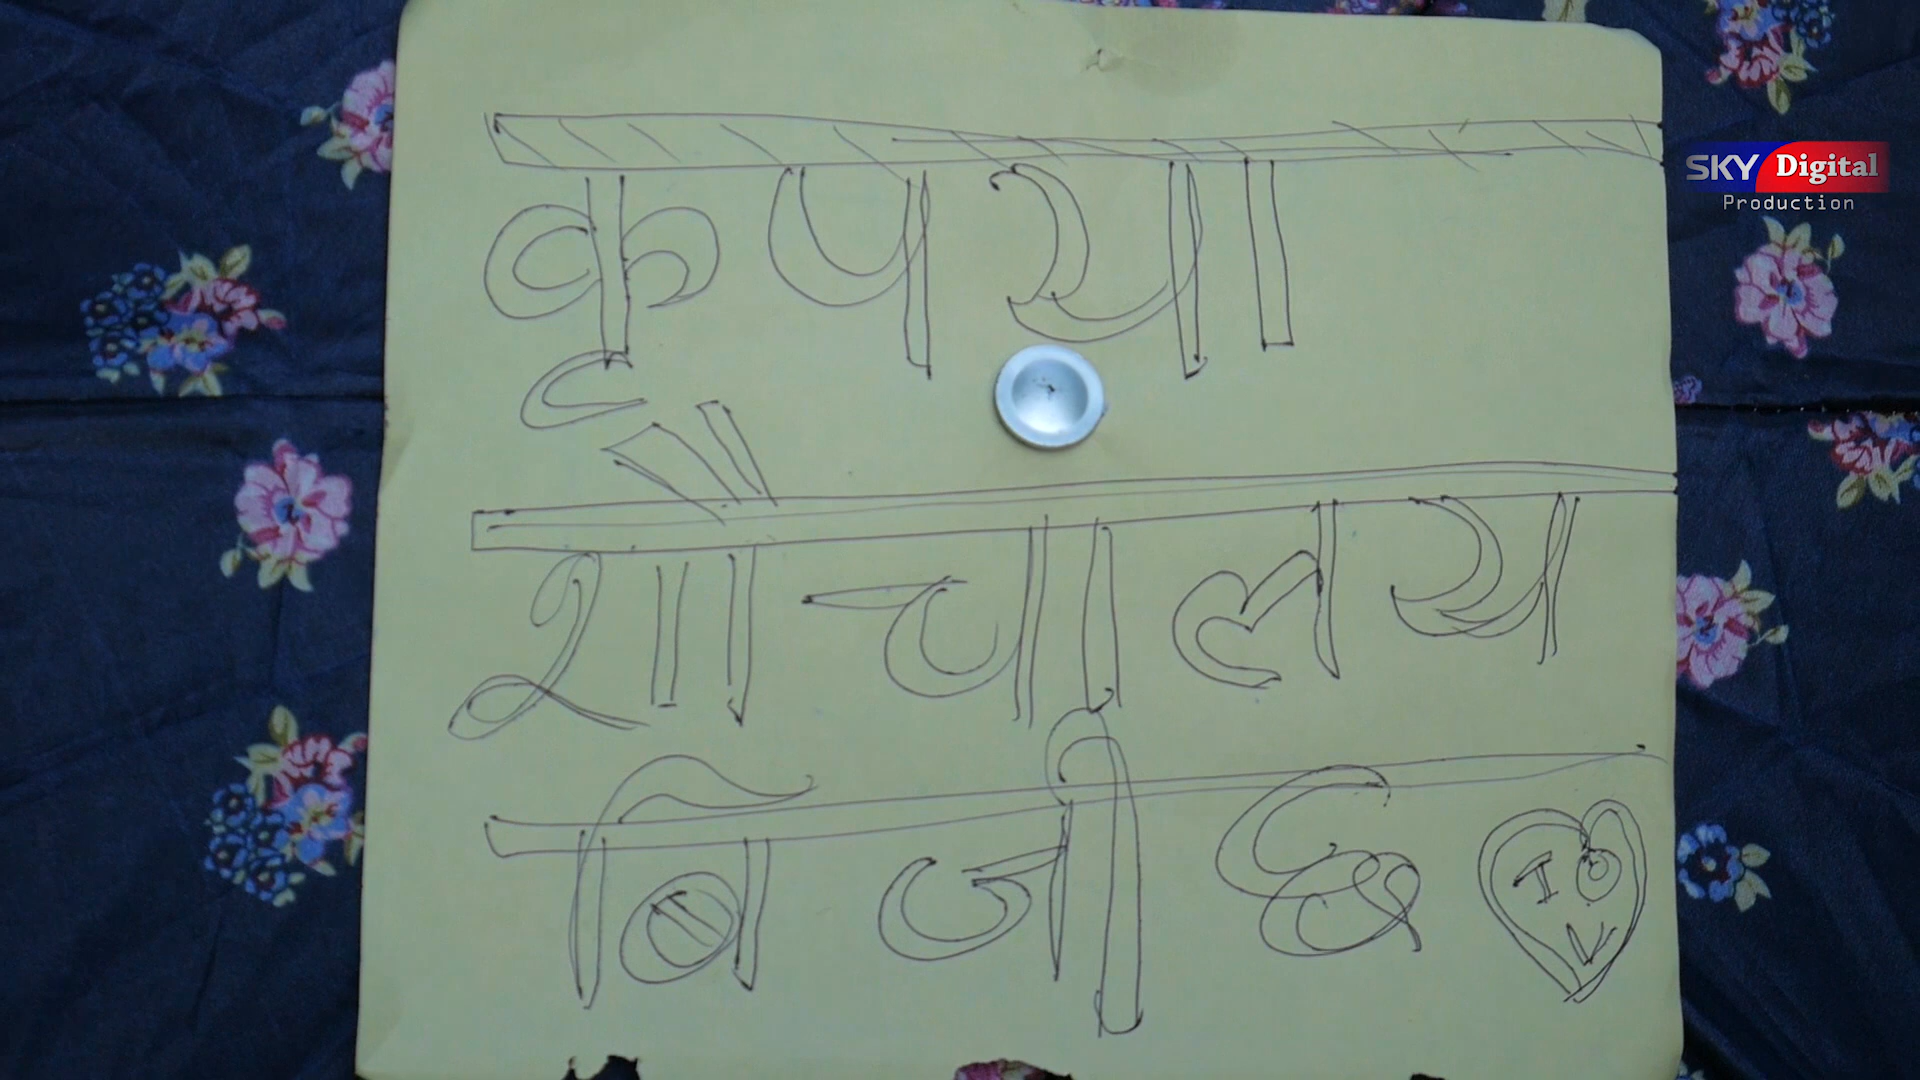 कृपया
शौचालय
बिजी छ
I O
V
SKY Digital
Production